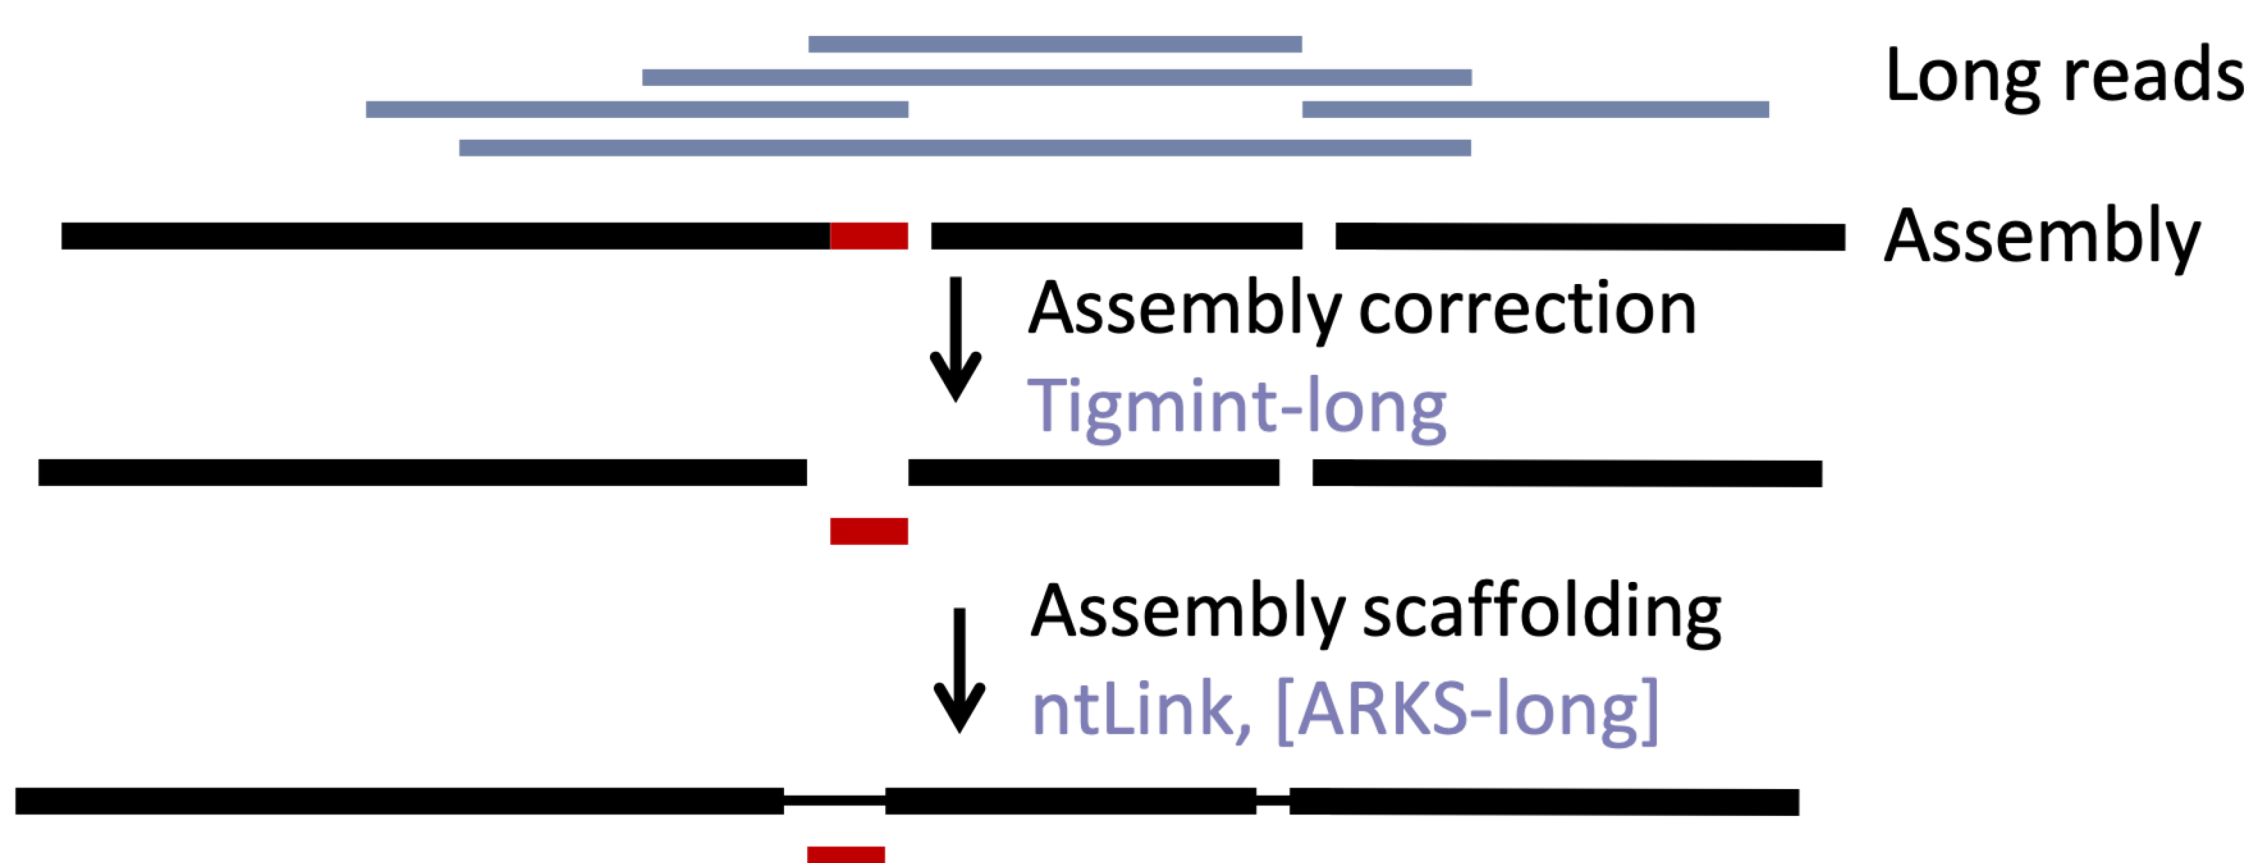 Long reads
Assembly
Assembly correction
Tigmint-long
Assembly scaffolding
ntLink, [ARKS-long]